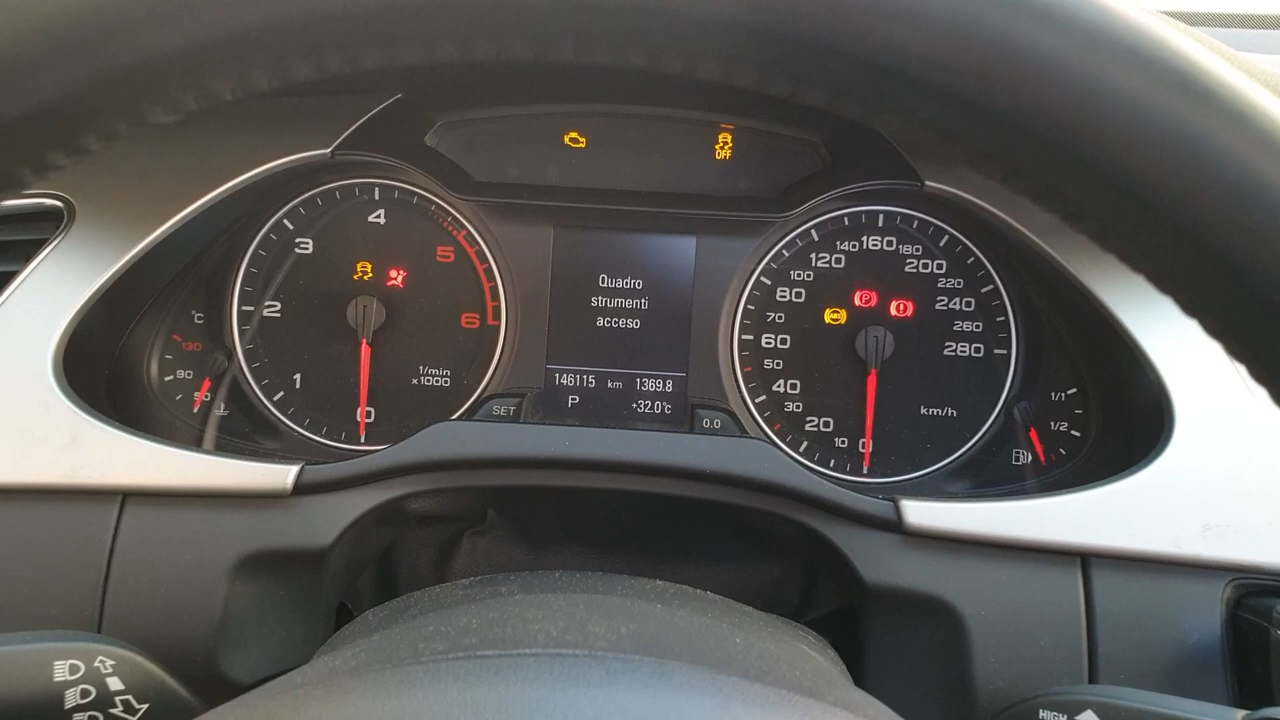 OFF
4
3
5
2
6
1
0
1/min
x1000
°C
130
90
50
Quadro
strumenti
acceso
146115 km 1369.8
P +32.0°C
SET
0.0
ABS
P
0
10
20
30
40
50
60
70
80
100
120
140
160
180
200
220
240
260
280
km/h
1/1
1/2
HIGH